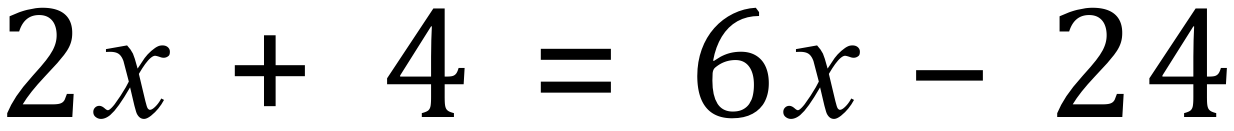 2x + 4 = 6x − 24